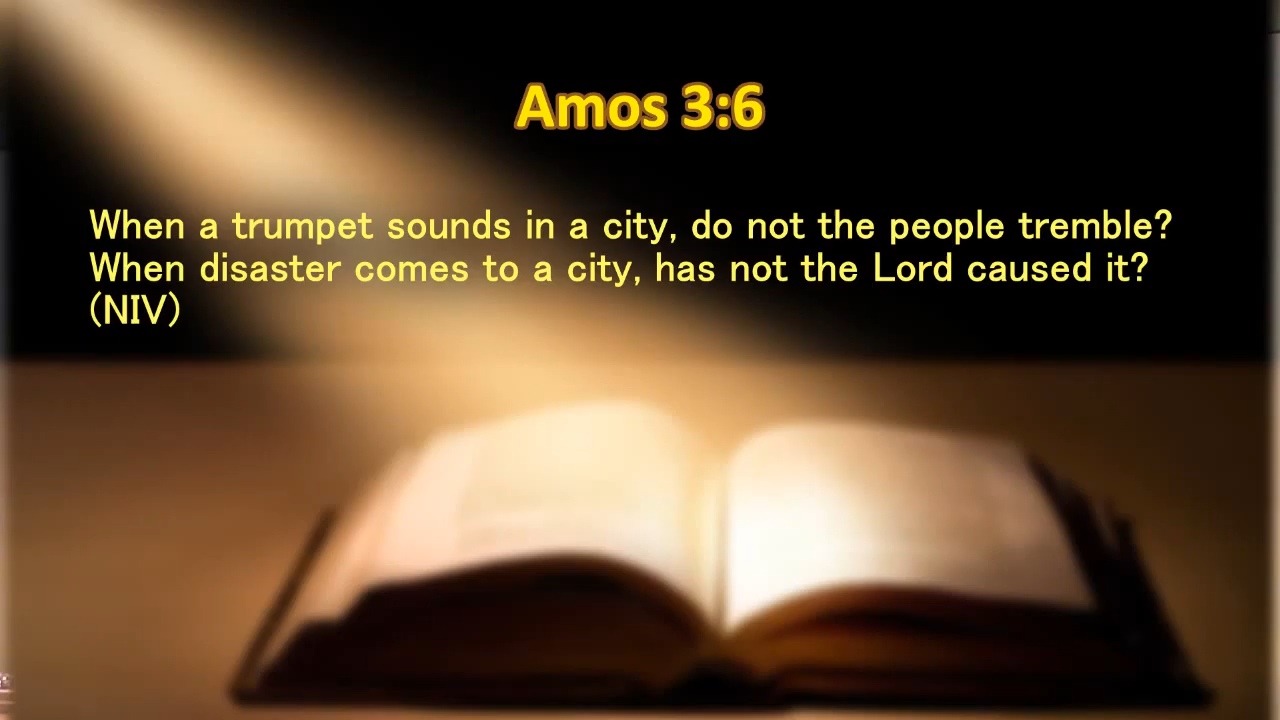 Amos 3:6
When a trumpet sounds in a city, do not the people tremble?
When disaster comes to a city, has not the Lord caused it?
(NIV)